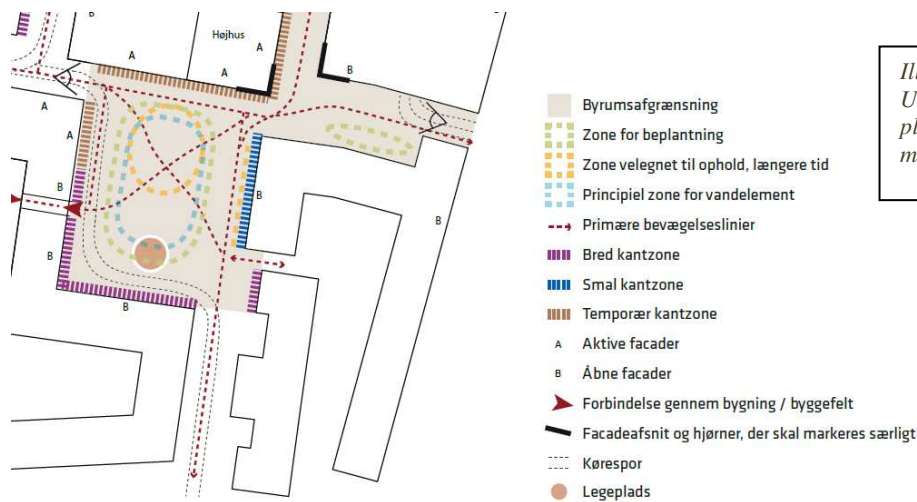 B
A
Højhus
A
A
B
A
A
B
B
B
B
B
Byrumsafgrænsning
Zone for beplantning
Zone velegnet til ophold, længere tid
Principiel zone for vandelement
Primære bevægelseslinier
Bred kantzone
Smal kantzone
Temporær kantzone
A Aktive facader
B Åbne facader
Forbindelse gennem bygning / byggefelt
Facadeafsnit og hjørner, der skal markeres særligt
Kørespor
Legeplads